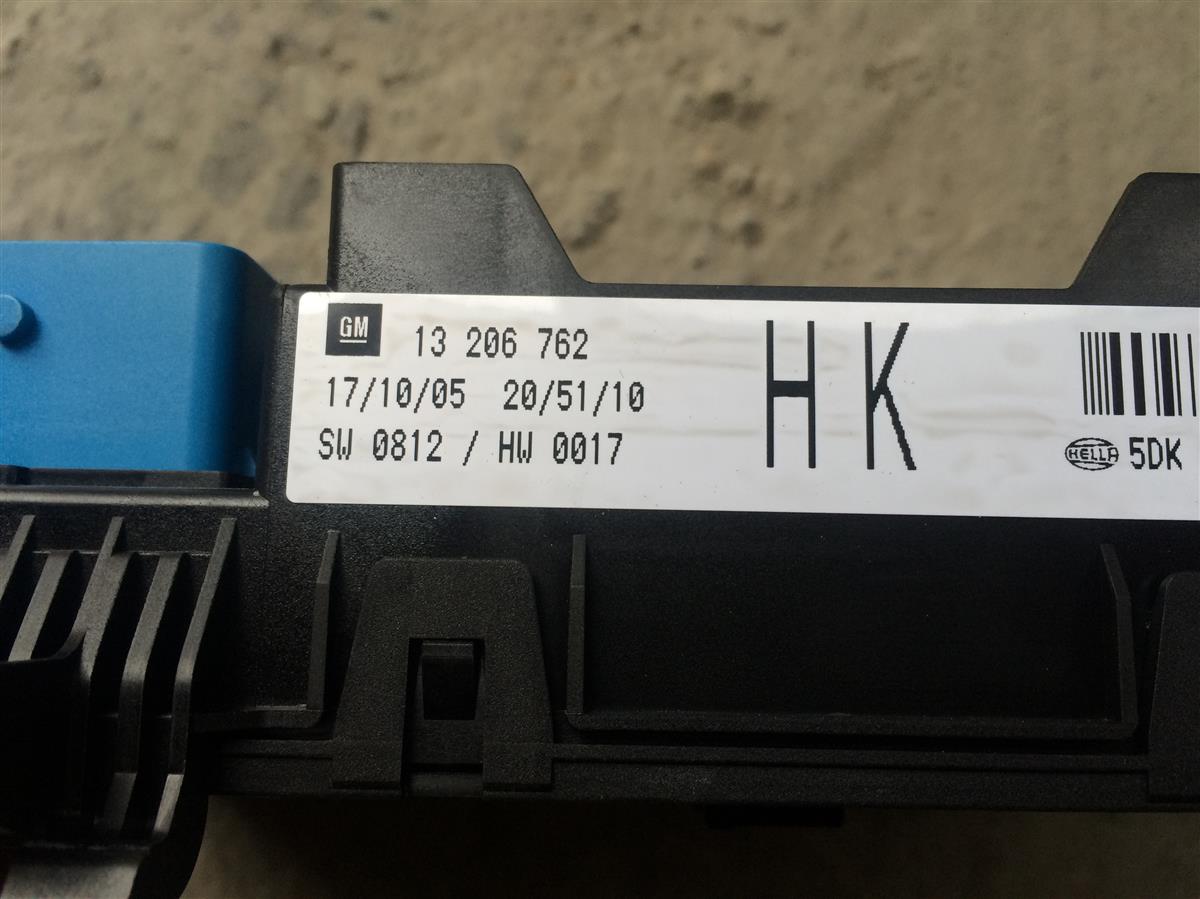 GM 13 206 762
17/10/05 20/51/10
SW 0812 / HW 0017
HK
HELLA 5DK